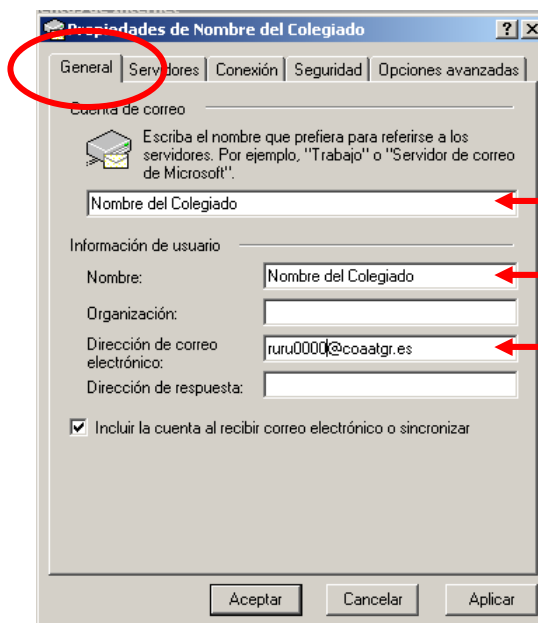 Propiedades de Nombre del Colegiado
General Servidores Conexión Seguridad Opciones avanzadas
Cuenta de correo
Escriba el nombre que prefiera para referirse a los
servidores. Por ejemplo, "Trabajo" o "Servidor de correo
de Microsoft".
Nombre del Colegiado
Información de usuario
Nombre: Nombre del Colegiado
Organización:
Dirección de correo
electrónico: ruru0000@coaatgr.es
Dirección de respuesta:
Incluir la cuenta al recibir correo electrónico o sincronizar
Aceptar Cancelar Aplicar